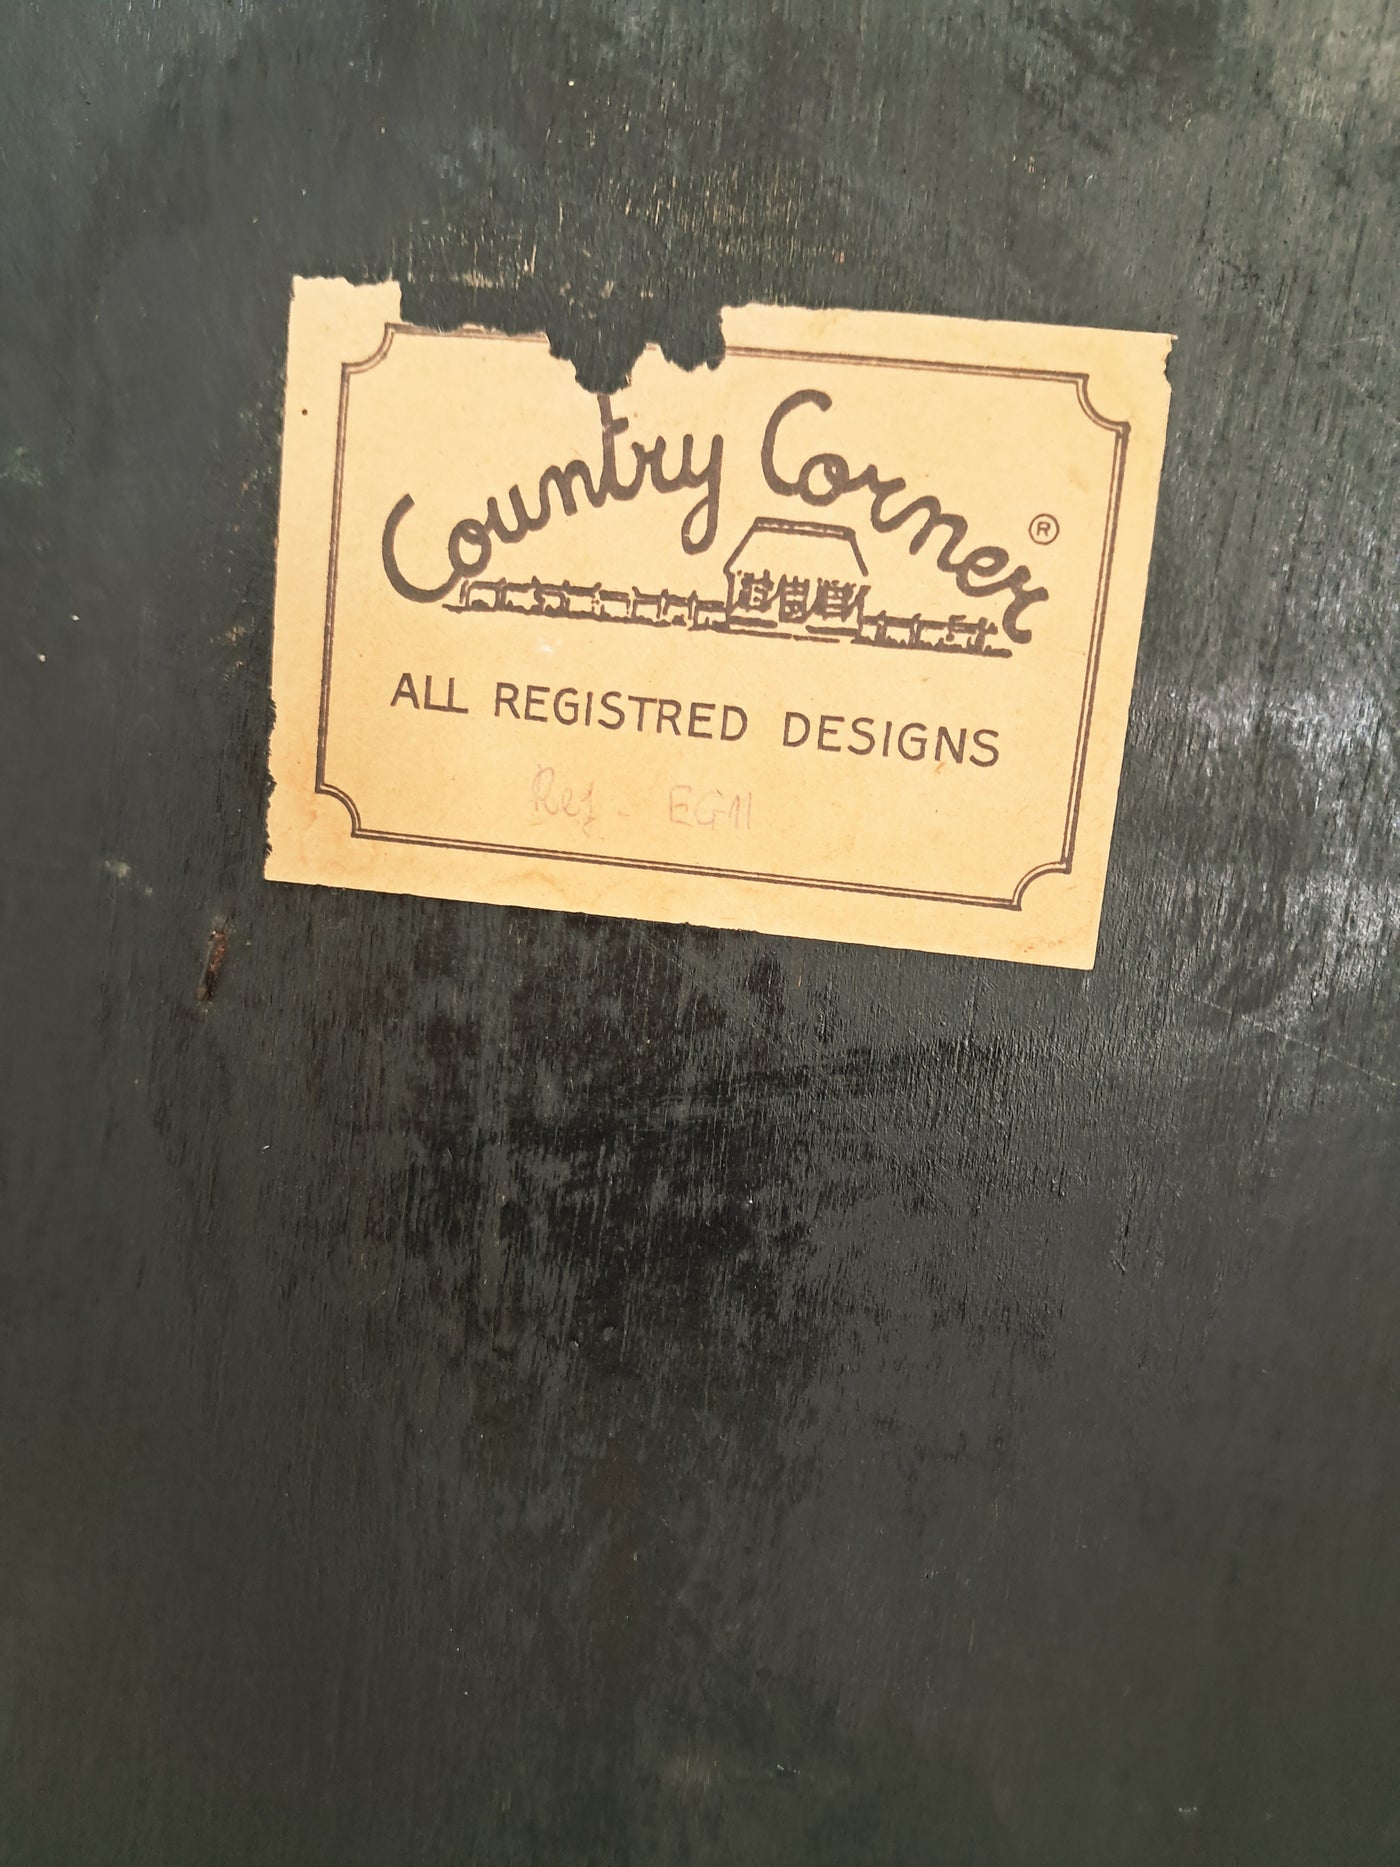 Country Corner ®
ALL REGISTRED DESIGNS
Ref - EG11